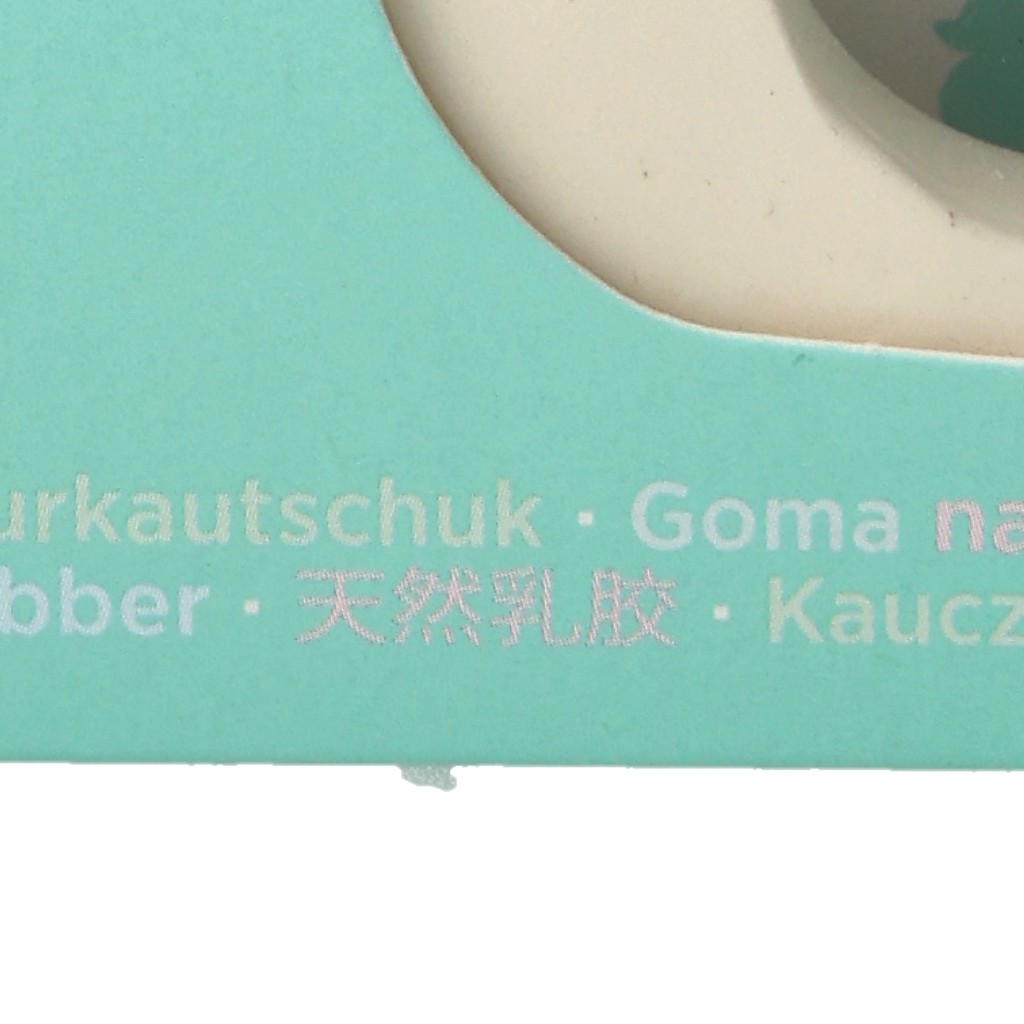 urkautschuk · Goma na
bber · 天然乳胶 · Kaucz